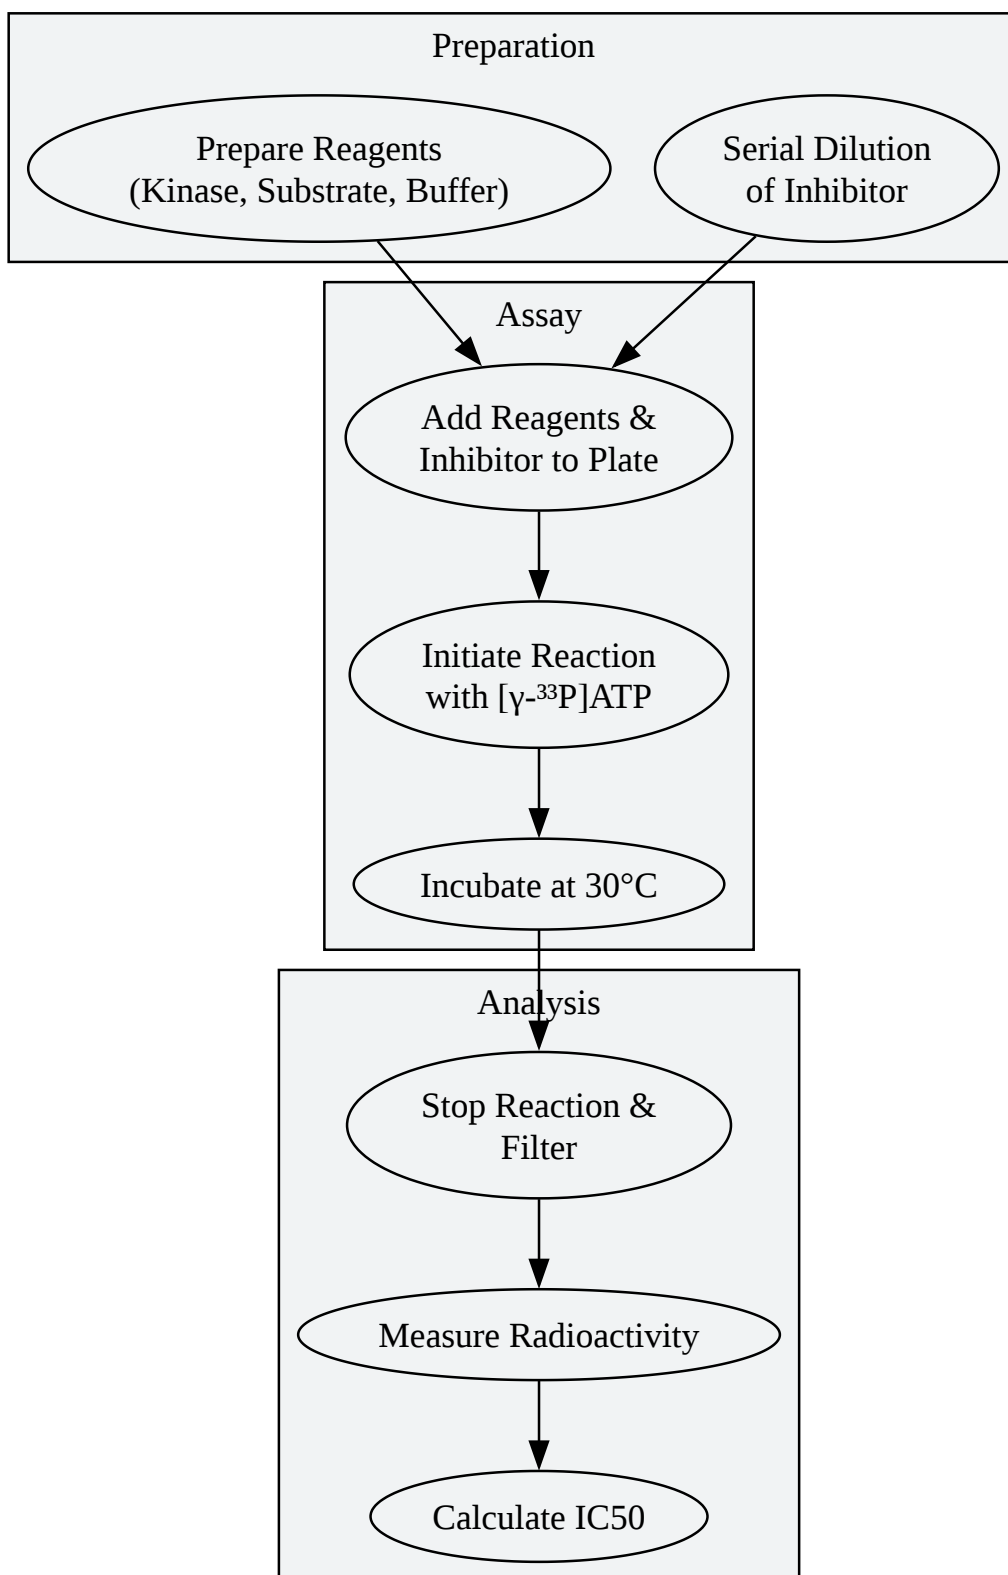 Preparation
Prepare Reagents
(Kinase, Substrate, Buffer)
Serial Dilution
of Inhibitor
Assay
Add Reagents &
Inhibitor to Plate
Initiate Reaction
with [γ-³³P]ATP
Incubate at 30°C
Analysis
Stop Reaction &
Filter
Measure Radioactivity
Calculate IC50